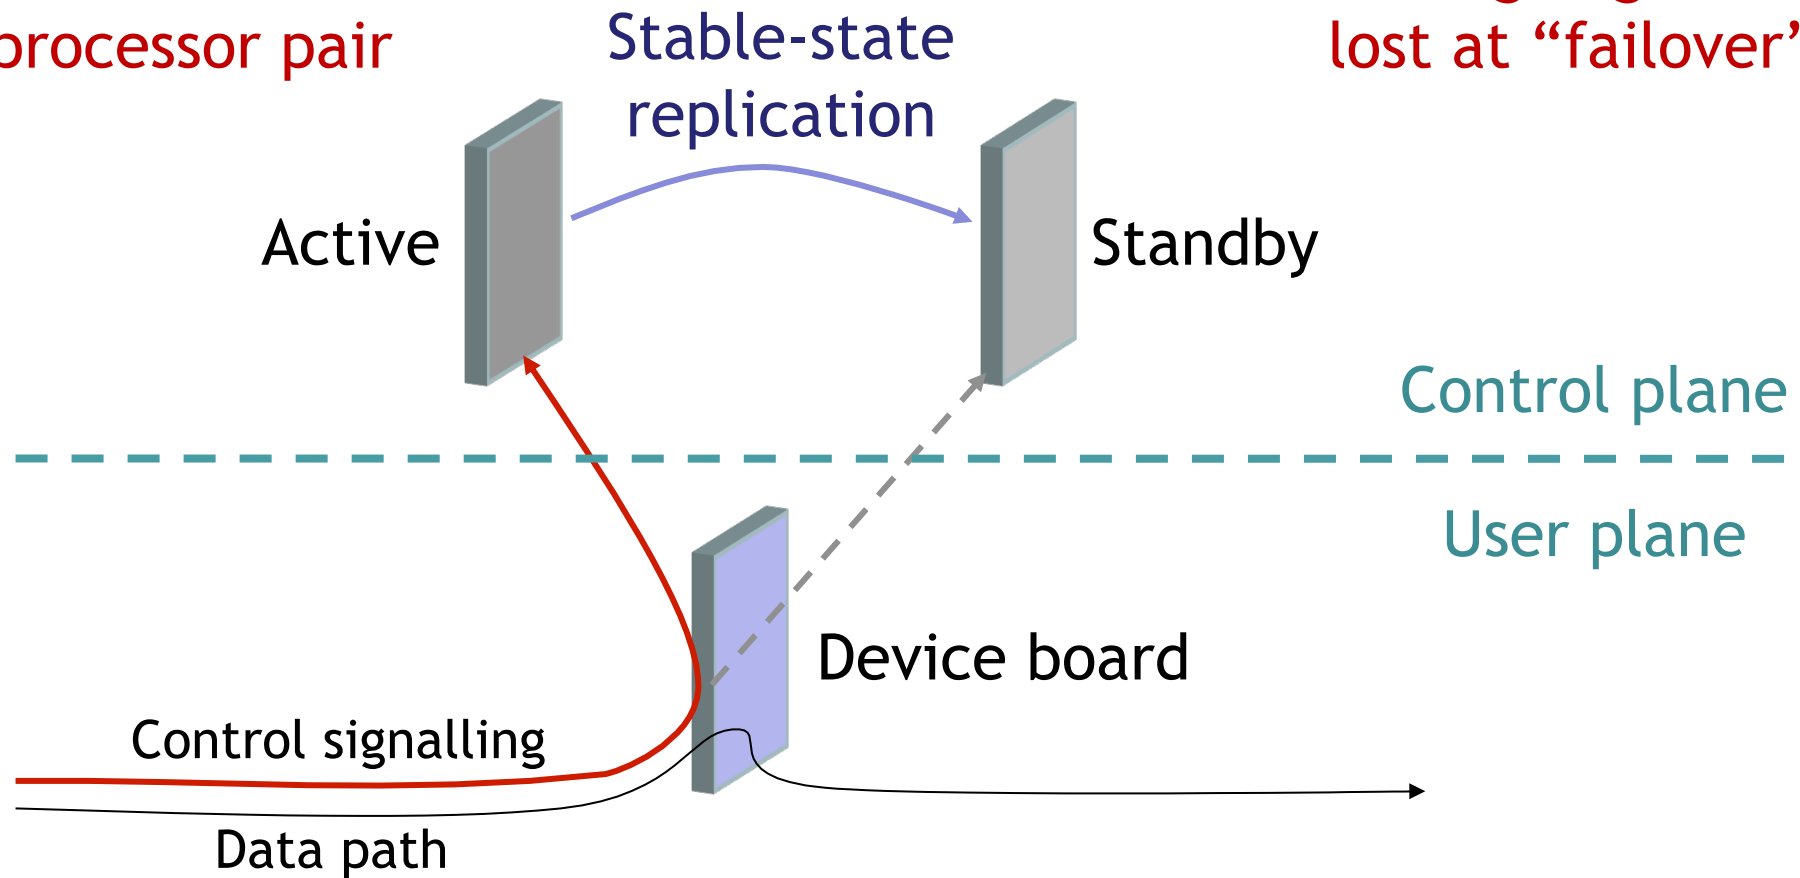 processor pair
Stable-state
replication
lost at “failover’
Active
Standby
Control plane
User plane
Device board
Control signalling
Data path